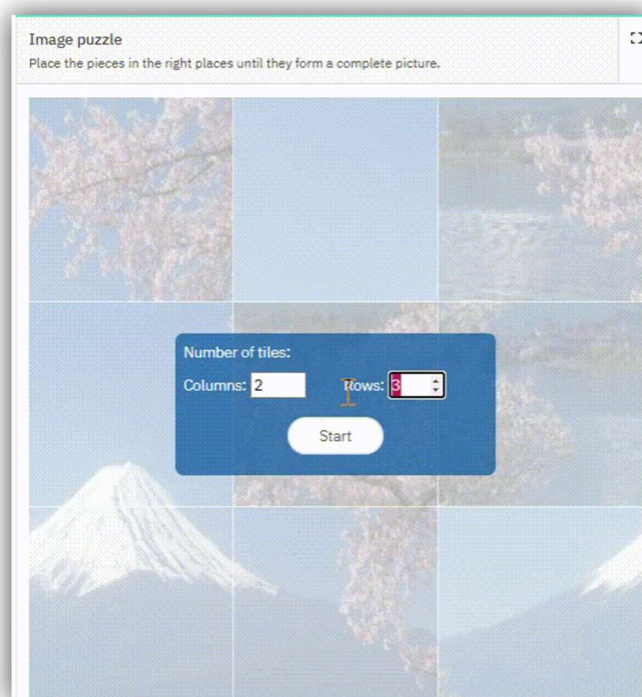 Image puzzle
Place the pieces in the right places until they form a complete picture.
Number of tiles:
Columns: 2 Rows: 3
Start